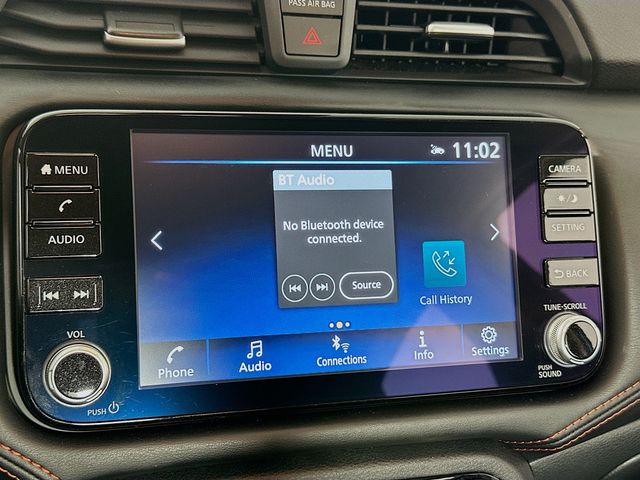 PASS AIR BAG
MENU
11:02
MENU
AUDIO
VOL
PUSH
BT Audio
No Bluetooth device
connected.
Source
Call History
Phone
Audio
Connections
Info
Settings
CAMERA
SETTING
BACK
TUNE·SCROLL
PUSH
SOUND